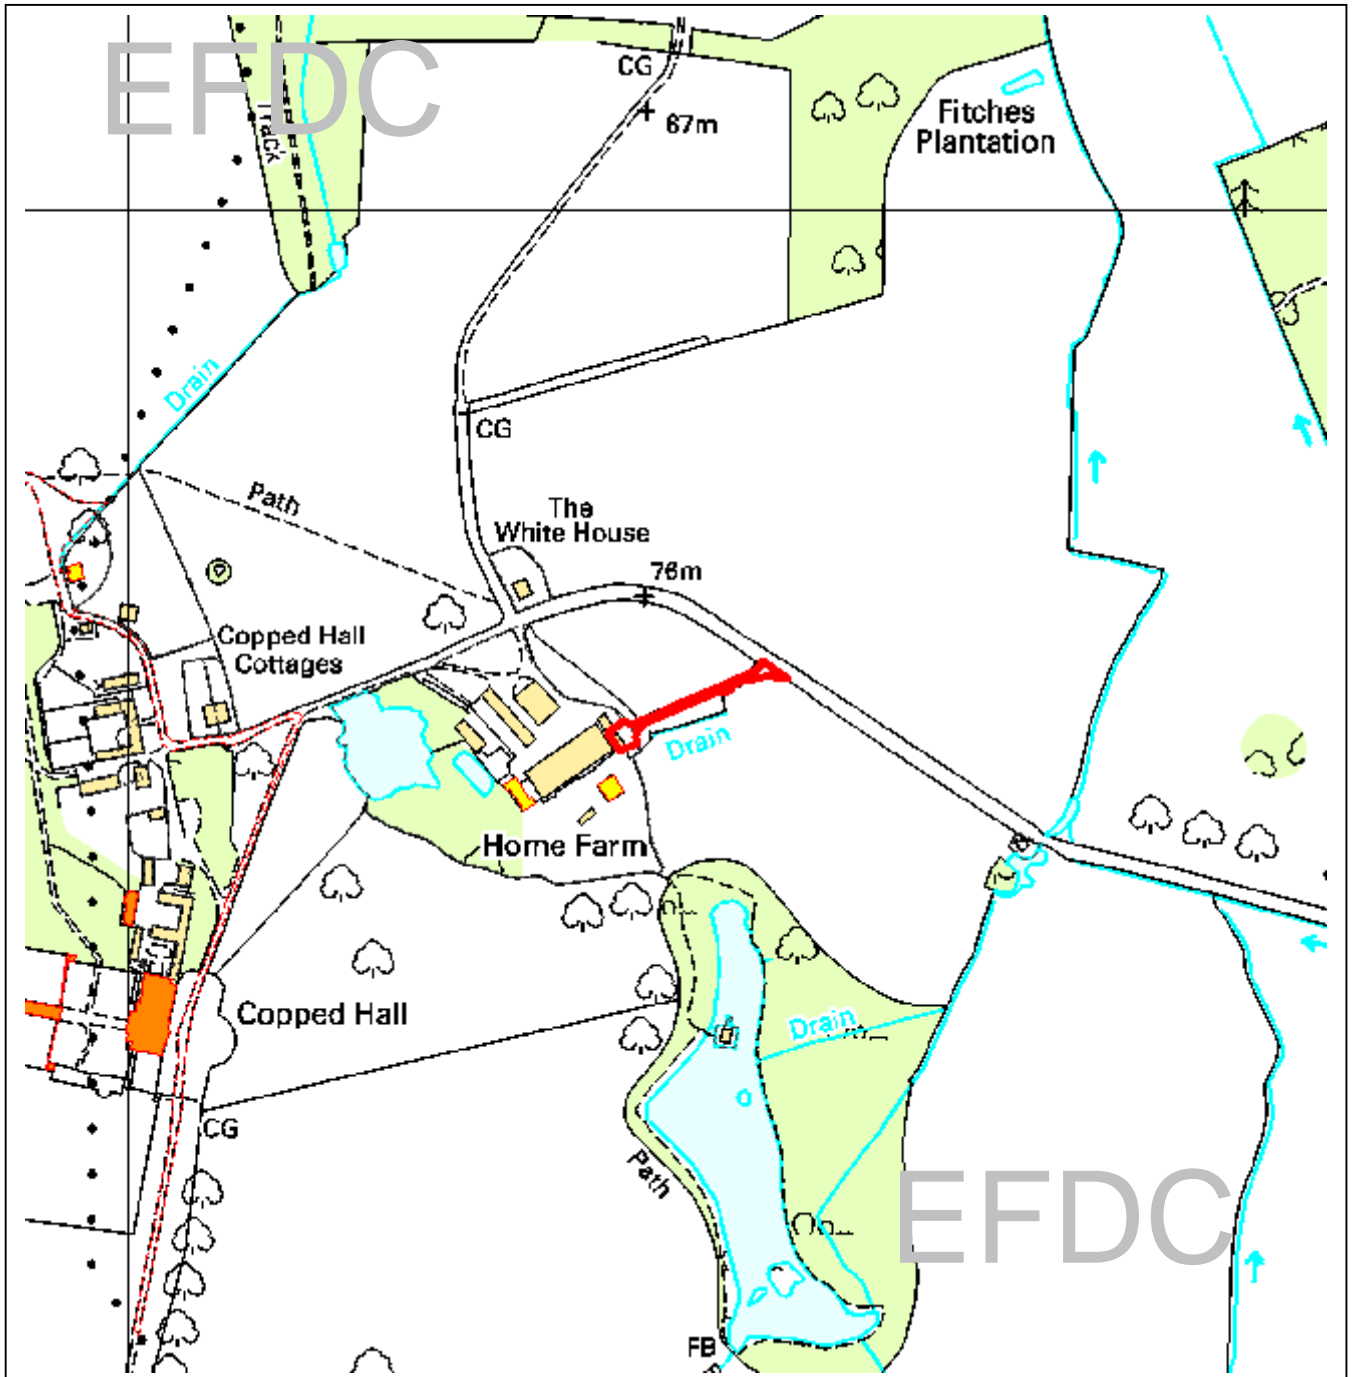 EFDC
CG
67m
Fitches
Plantation
Track
Drain
CG
Path
The
White House
76m
Copped Hall
Cottages
Drain
Home Farm
Copped Hall
Drain
CG
Path
EFDC
FB